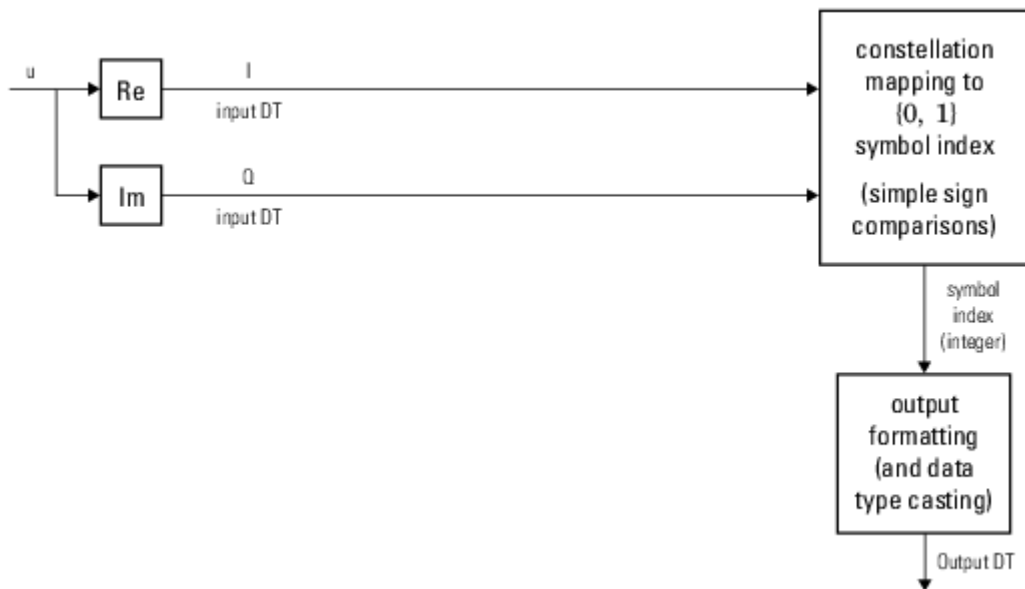 u
Re
I
input DT
Im
Q
input DT
constellation
mapping to
{0, 1}
symbol index
(simple sign
comparisons)
symbol
index
(integer)
output
formatting
(and data
type casting)
Output DT